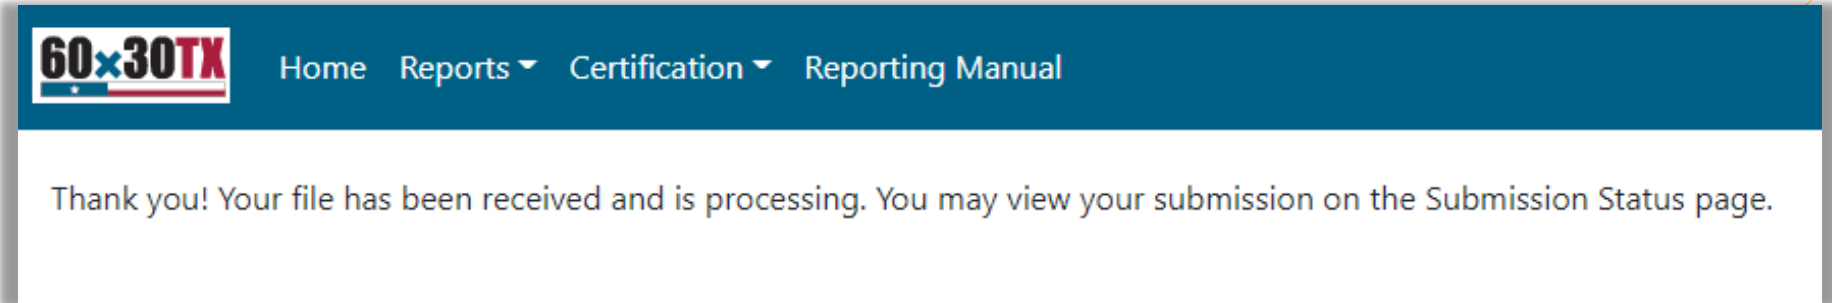 60x30TX
Home Reports Certification Reporting Manual
Thank you! Your file has been received and is processing. You may view your submission on the Submission Status page.